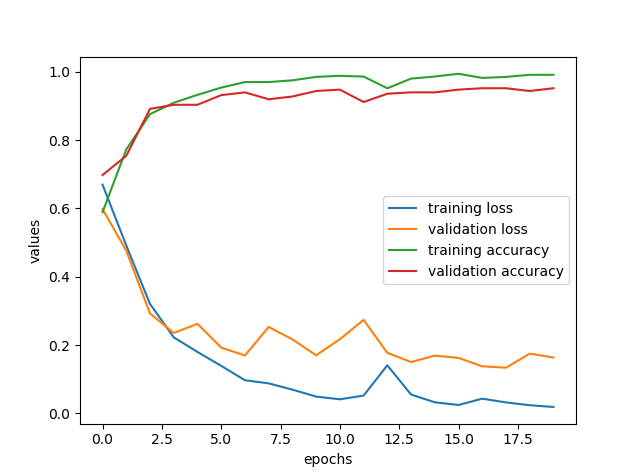 1.0
0.8
0.6
0.4
0.2
0.0
values
training loss
validation loss
training accuracy
validation accuracy
0.0 2.5 5.0 7.5 10.0 12.5 15.0 17.5
epochs